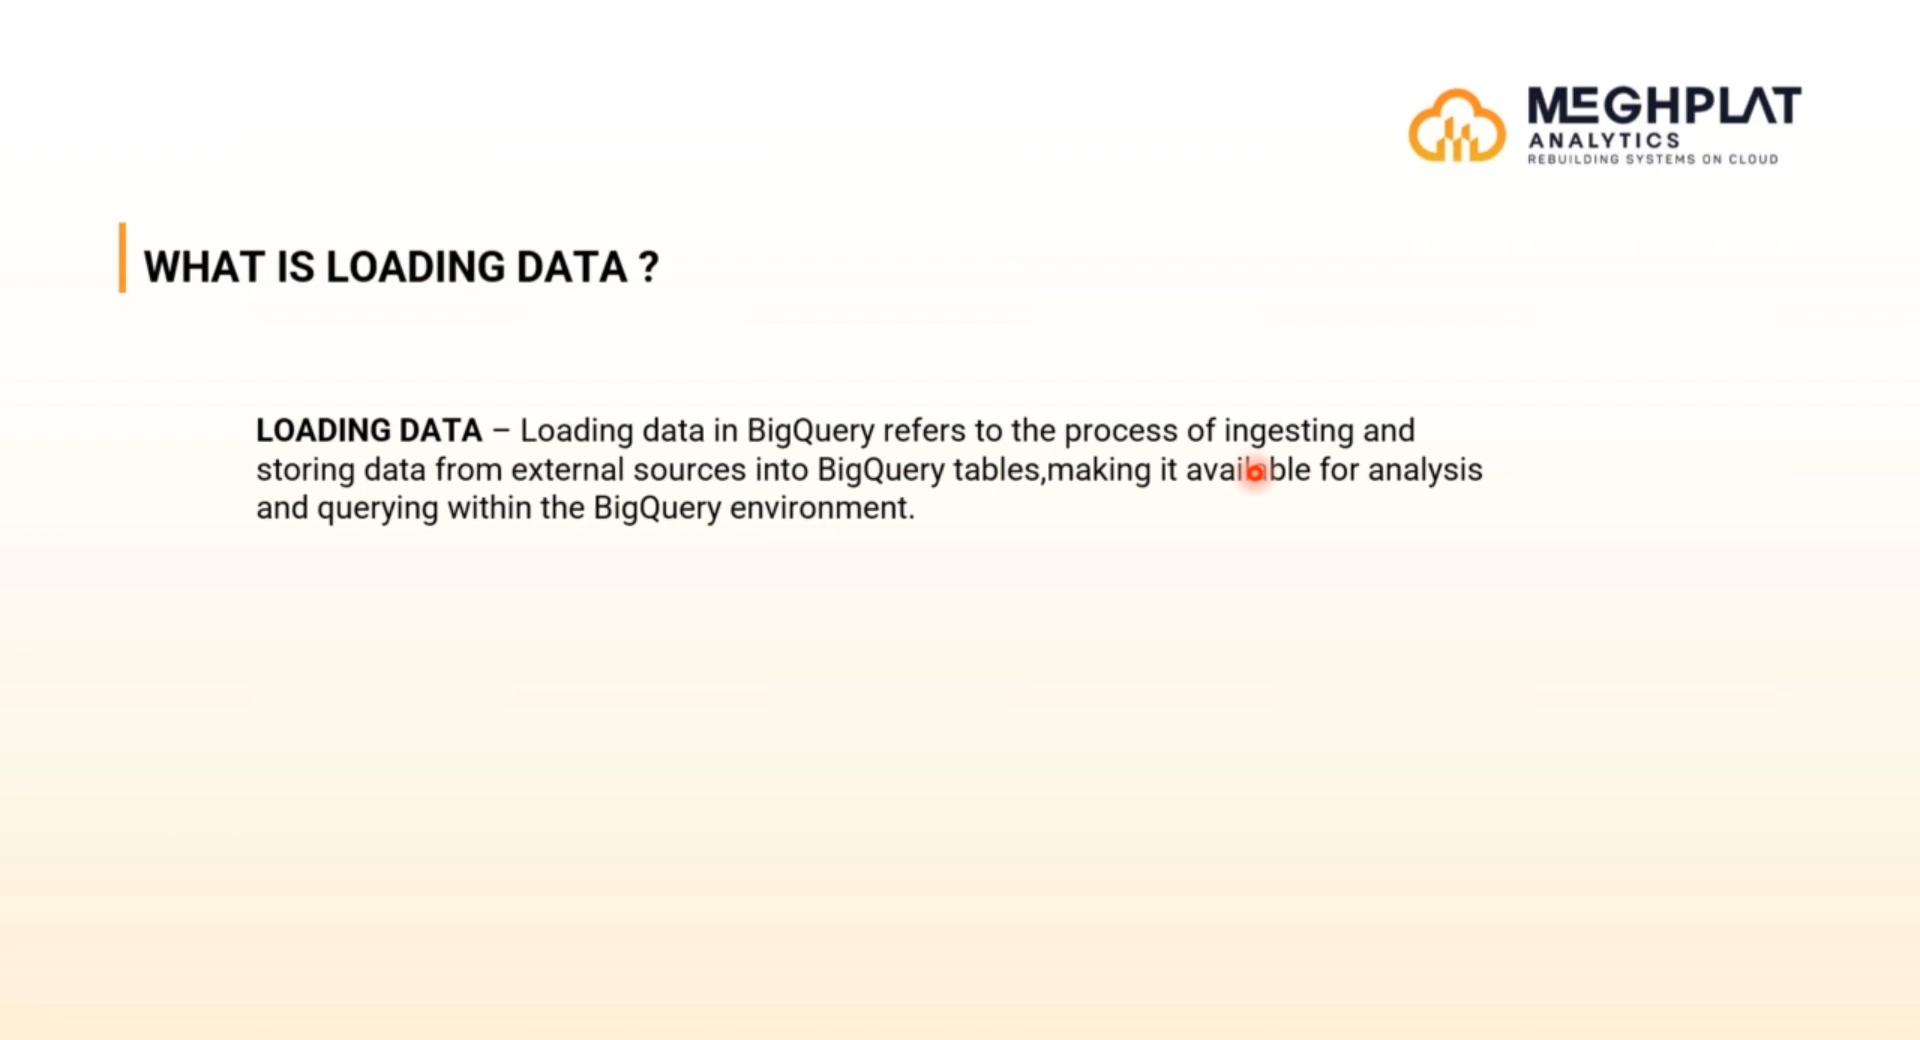 MEGHPLAT
ANALYTICS
REBUILDING SYSTEMS ON CLOUD
WHAT IS LOADING DATA ?
LOADING DATA – Loading data in BigQuery refers to the process of ingesting and
storing data from external sources into BigQuery tables,making it available for analysis
and querying within the BigQuery environment.